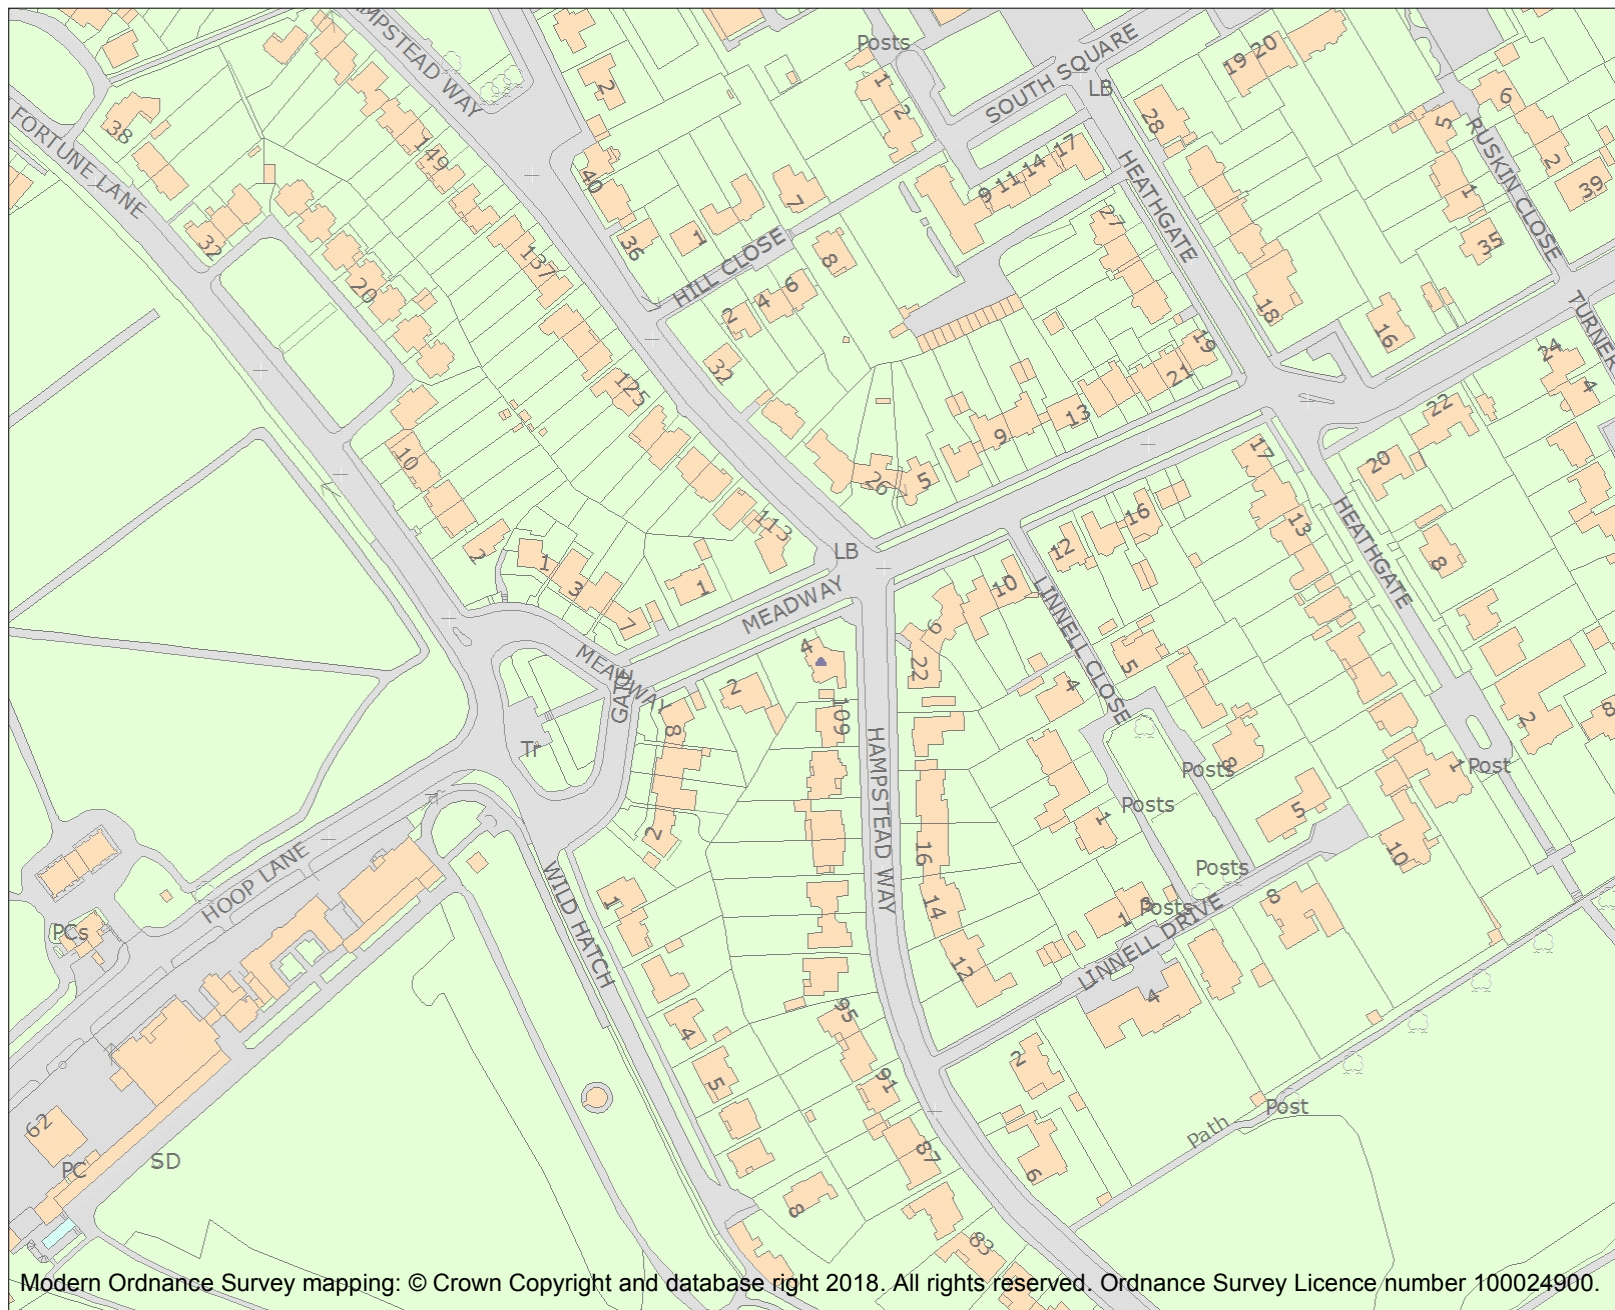 HAMPSTEAD WAY
Posts
SOUTH SQUARE
LB
19 20
6
5
2
1
2
28
38
FORTUNE LANE
149
40
7
9 11 14 17
HEATHGATE
RUSKIN CLOSE
2
39
1
35
32
137
36
1
HILL CLOSE
8
27
20
2 4 6
18
16
TURNER
125
32
19
21
24
4
22
13
9
10
26
5
17
20
113
16
13
HEATHGATE
2
1
3
LB
12
8
7
1
MEADWAY
10
LINNELL CLOSE
6
4
MEADWAY
GATE
2
22
5
4
8
109
HAMPSTEAD WAY
2
8
Tr
8
Posts
1
Post
Posts
5
2
16
1
10
HOOP LANE
WILD HATCH
1
14
Posts
Posts
3
1
8
PCs
LINNELL DRIVE
12
4
4
95
2
5
91
62
Path
Post
PC
SD
87
6
8
83
Modern Ordnance Survey mapping: © Crown Copyright and database right 2018. All rights reserved. Ordnance Survey Licence number 100024900.